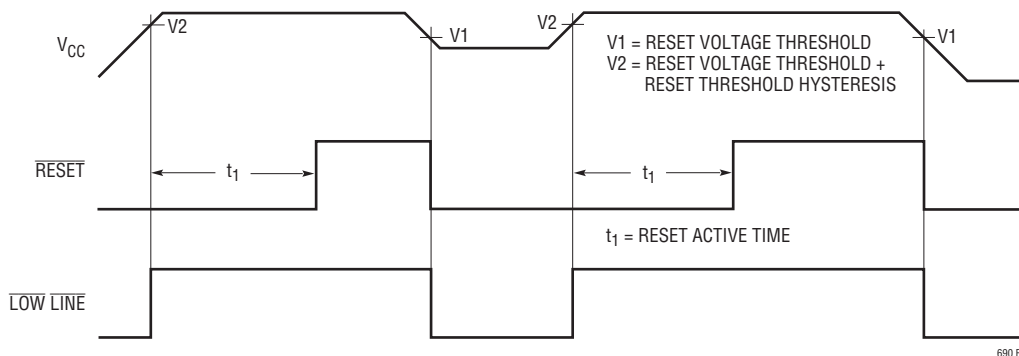 V2
V1
V2
V1
VCC
V1 = RESET VOLTAGE THRESHOLD
V2 = RESET VOLTAGE THRESHOLD +
RESET THRESHOLD HYSTERESIS
RESET
t1
t1
t1 = RESET ACTIVE TIME
LOW LINE